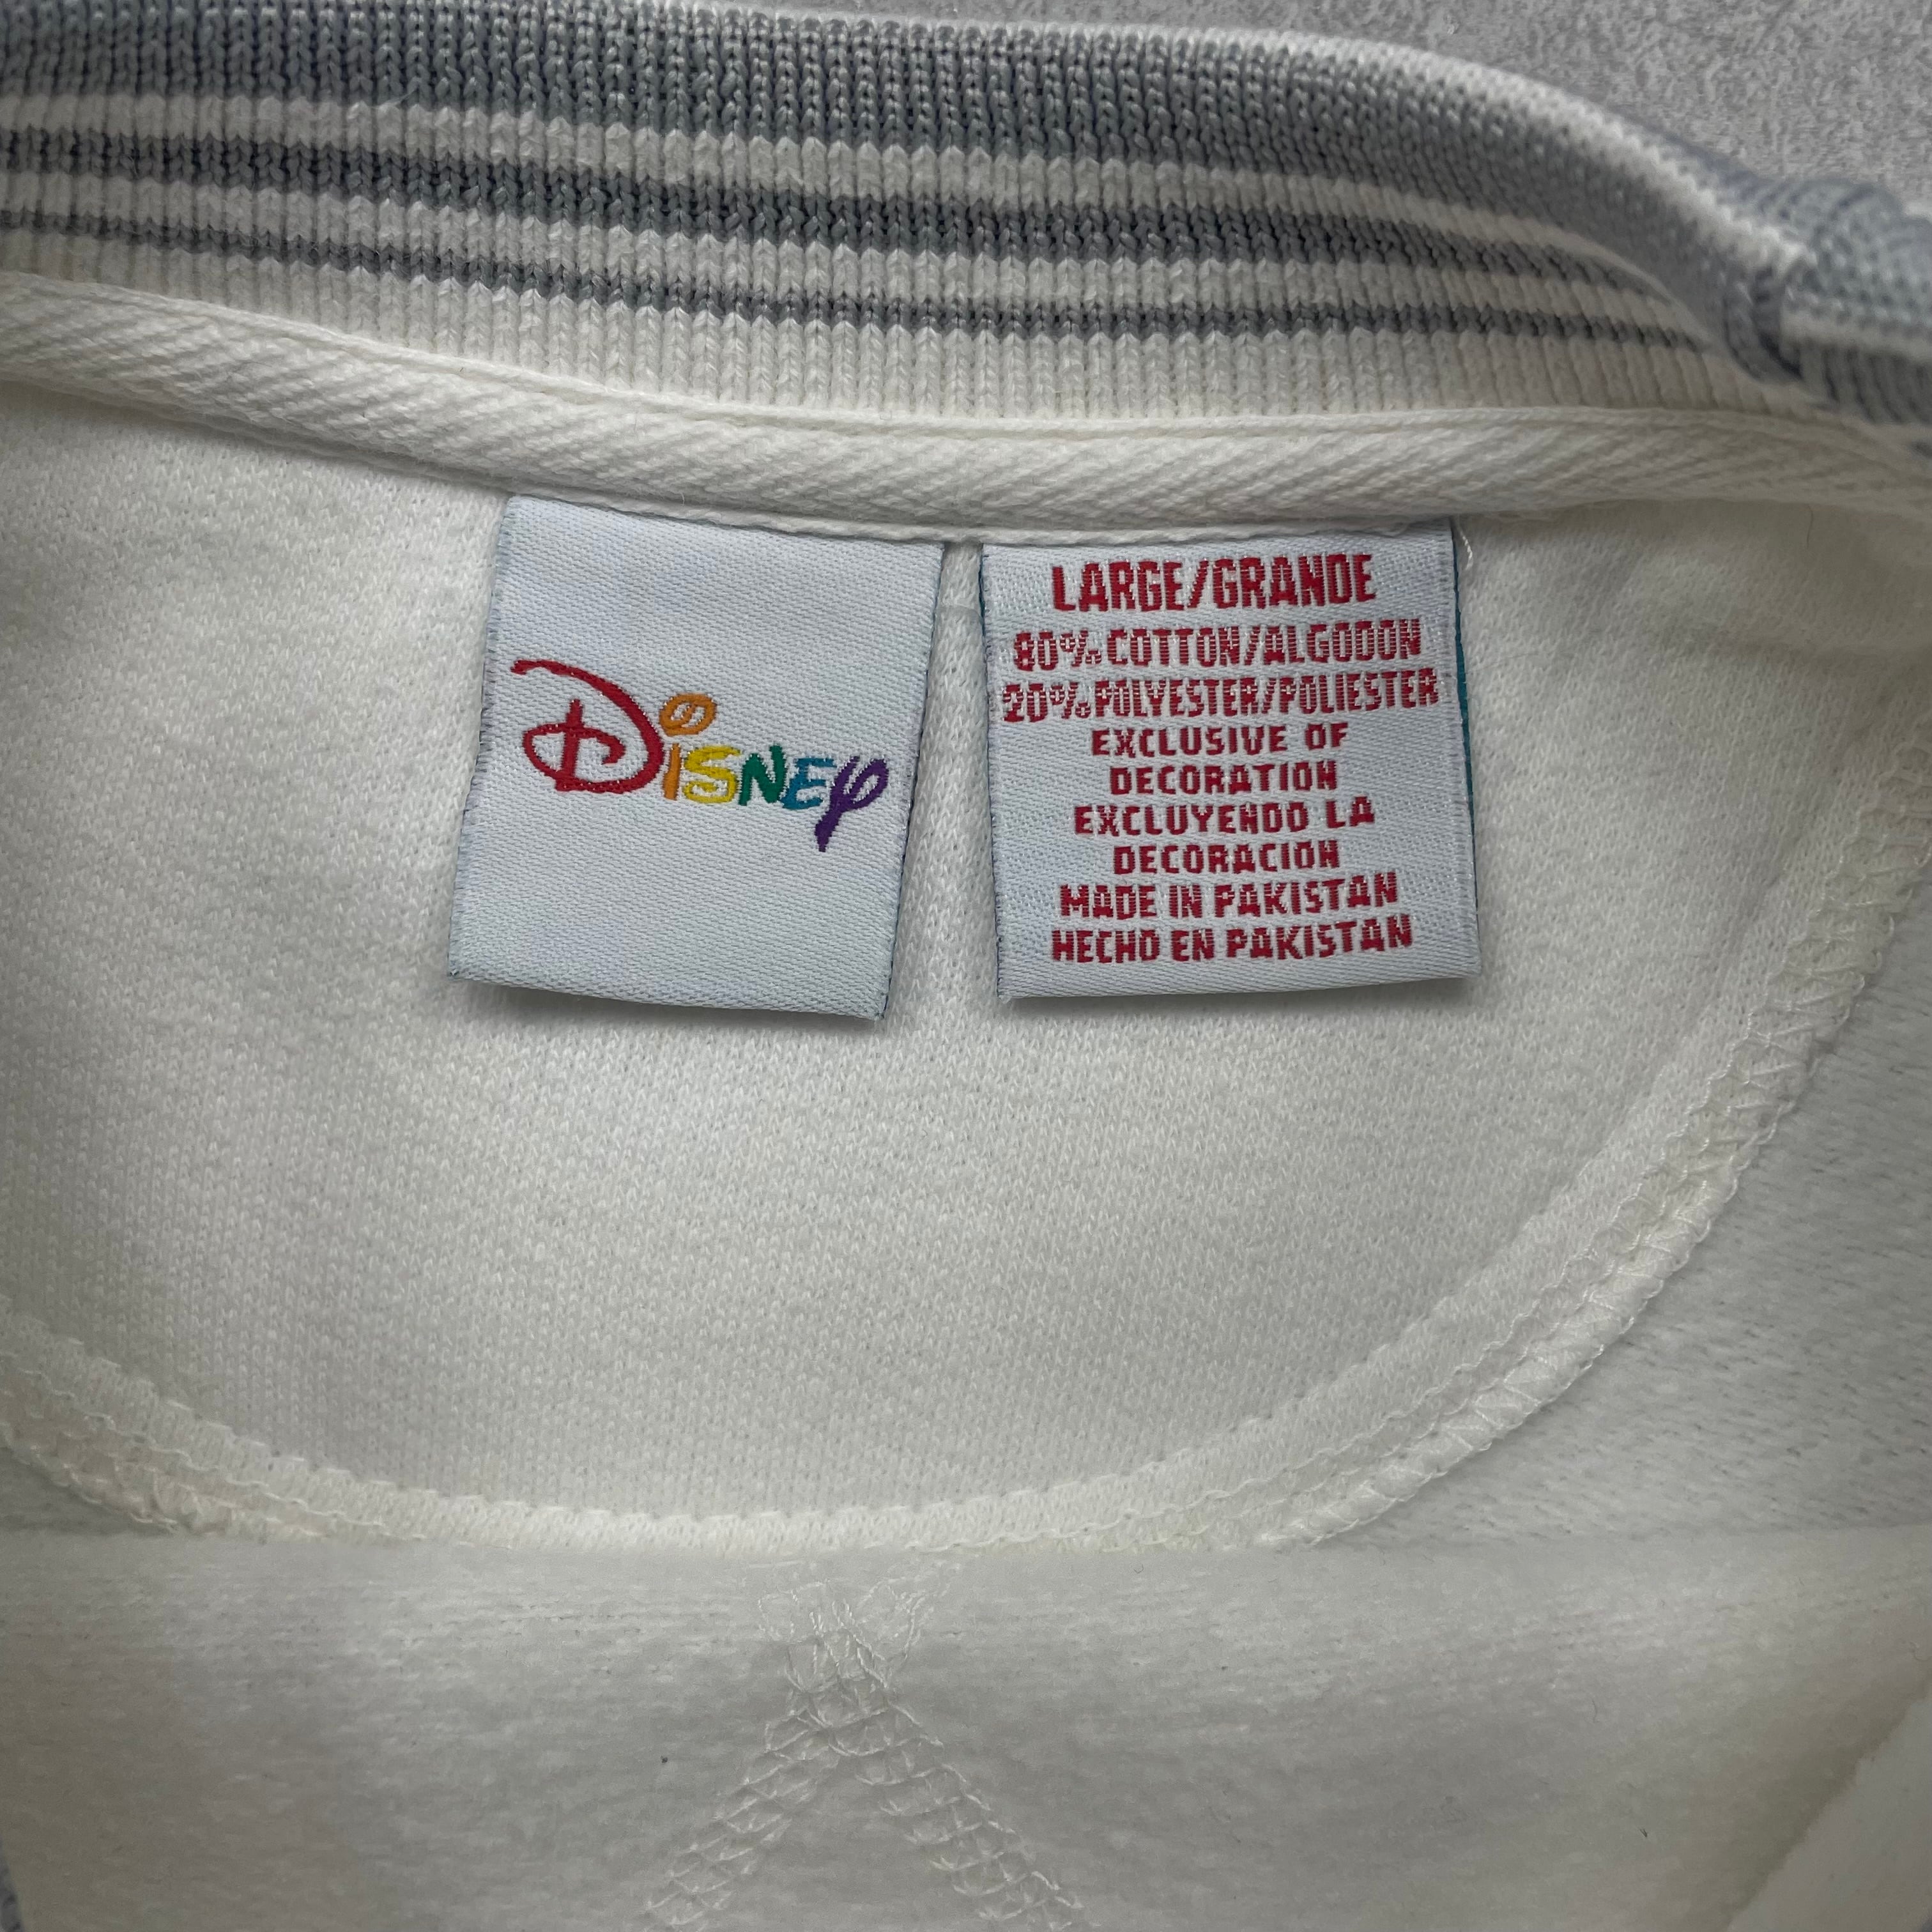 Disney
LARGE/GRANDE
80% COTTON/ALGODON
20% POLYESTER/POLIESTER
EXCLUSIVE OF
DECORATION
EXCLUYENDO LA
DECORACION
MADE IN PAKISTAN
HECHO EN PAKISTAN